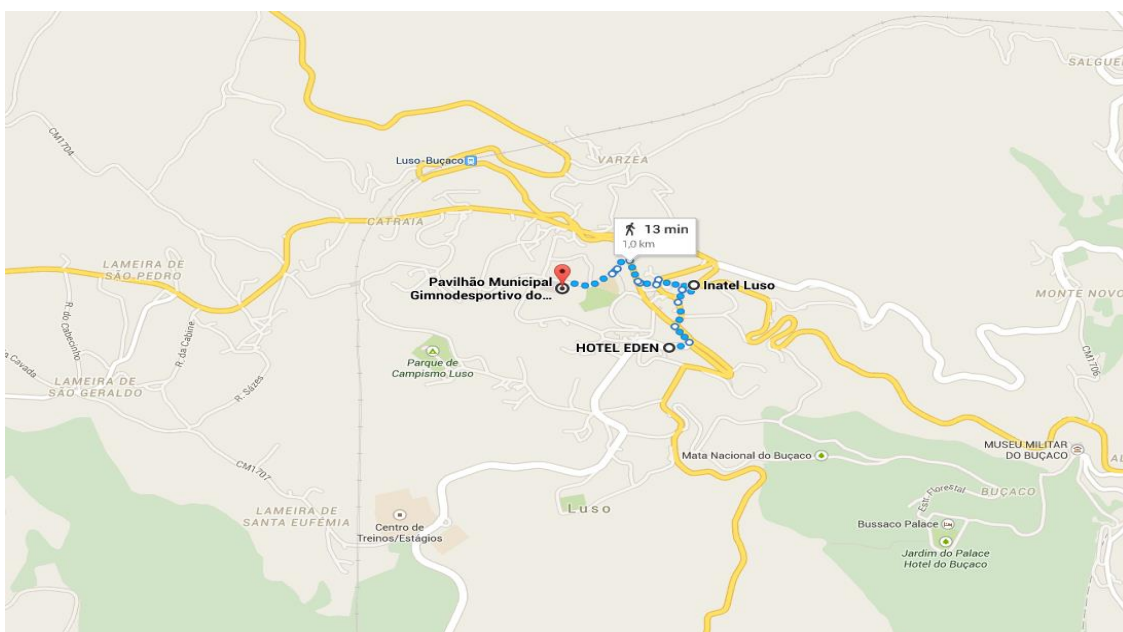 SALGUEI
CM1704
Luso-Buçaco
VARZEA
CATRAIA
13 min
1,0 km
LAMEIRA DE
SÃO PEDRO
Pavilhão Municipal
Gimnodesportivo do...
Inatel Luso
MONTE NOVO
R. do Cabecinho
R. da Cabine
HOTEL EDEN
Cavada
Parque de
Campismo Luso
CM1706
LAMEIRA DE
SÃO GERALDO
R. Sázes
MUSEU MILITAR
DO BUÇACO
Mata Nacional do Buçaco
CM1707
Estr. Florestal
BUÇACO
LAMEIRA DE
SANTA EUFÉMIA
Luso
Centro de
Treinos/Estágios
Bussaco Palace
Jardim do Palace
Hotel do Buçaco